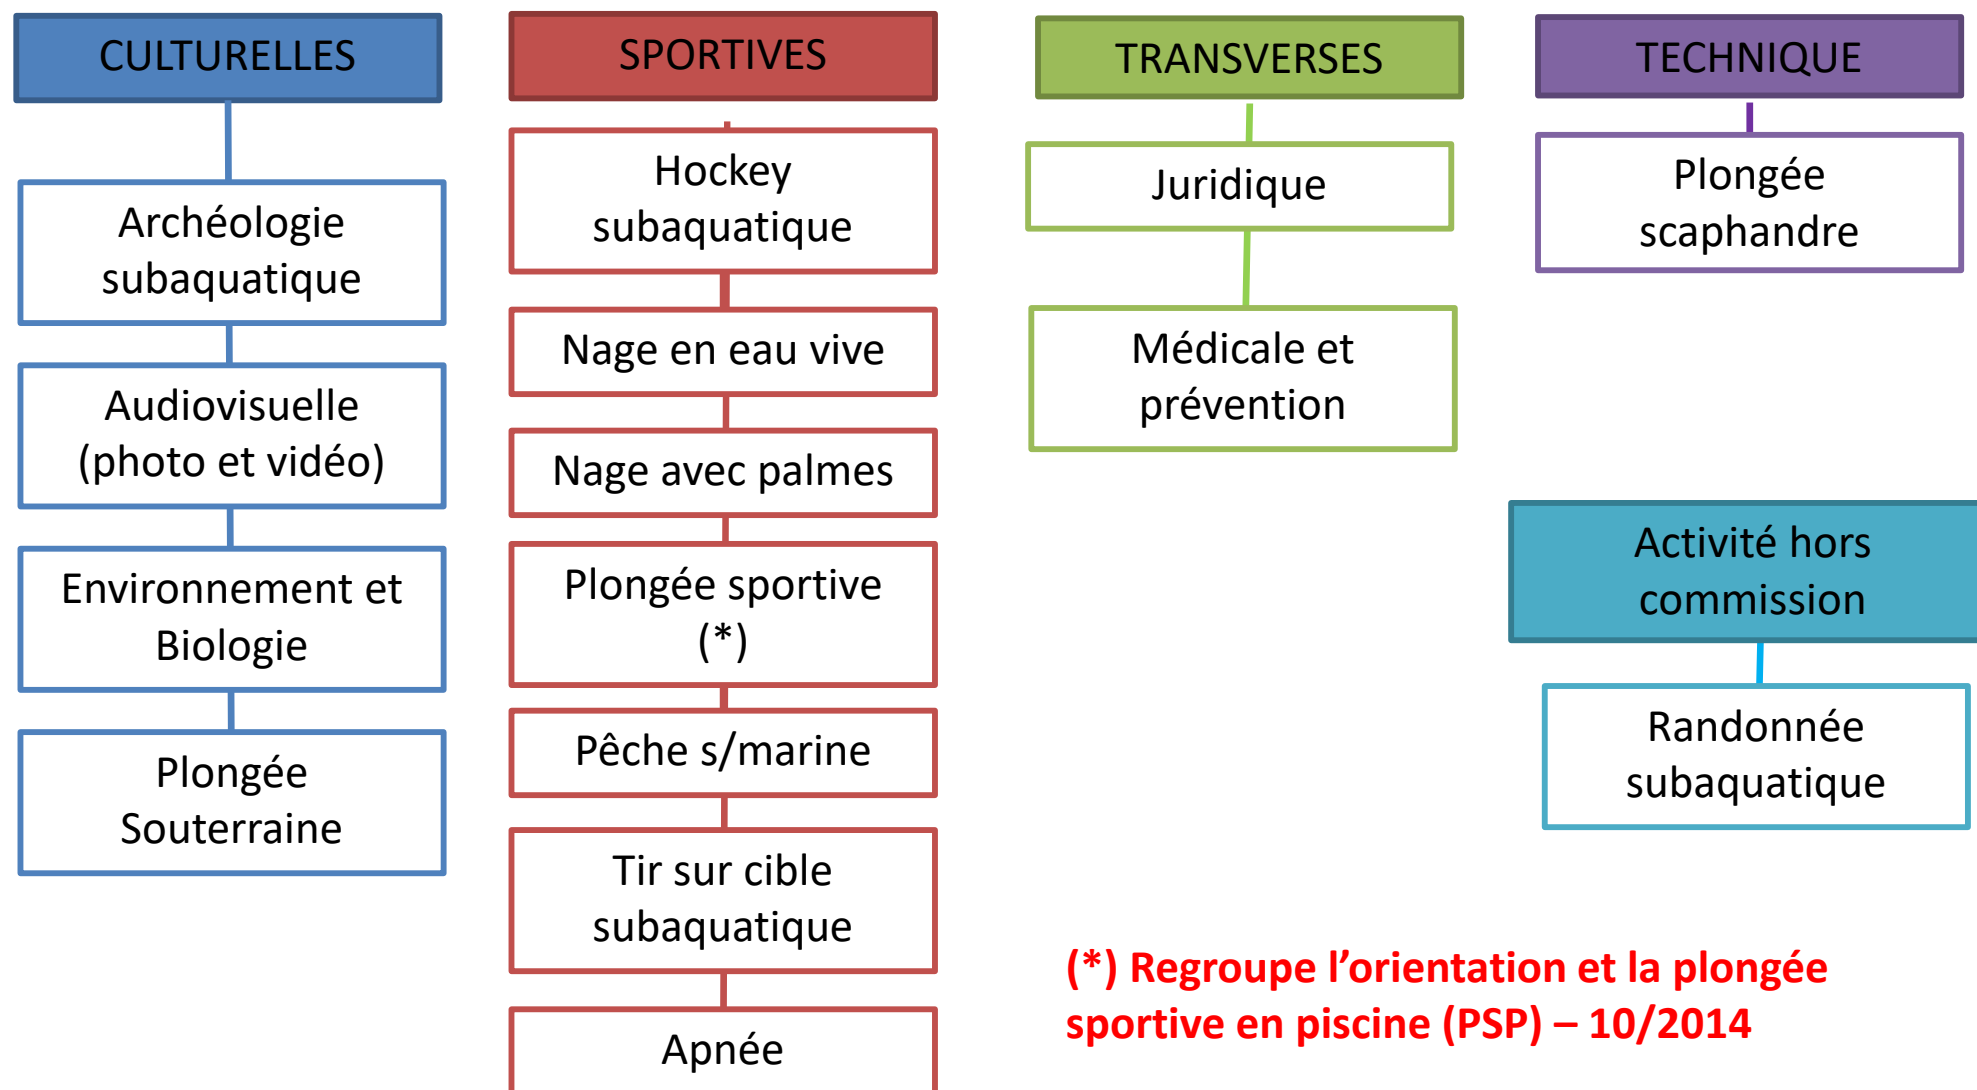 CULTURELLES
Archéologie
subaquatique
Audiovisuelle
(photo et vidéo)
Environnement et
Biologie
Plongée
Souterraine
SPORTIVES
Hockey
subaquatique
Nage en eau vive
Nage avec palmes
Plongée sportive
(*)
Pêche s/marine
Tir sur cible
subaquatique
Apnée
TRANSVERSES
Juridique
Médicale et
prévention
TECHNIQUE
Plongée
scaphandre
Activité hors
commission
Randonnée
subaquatique
(*) Regroupe l’orientation et la plongée
sportive en piscine (PSP) – 10/2014